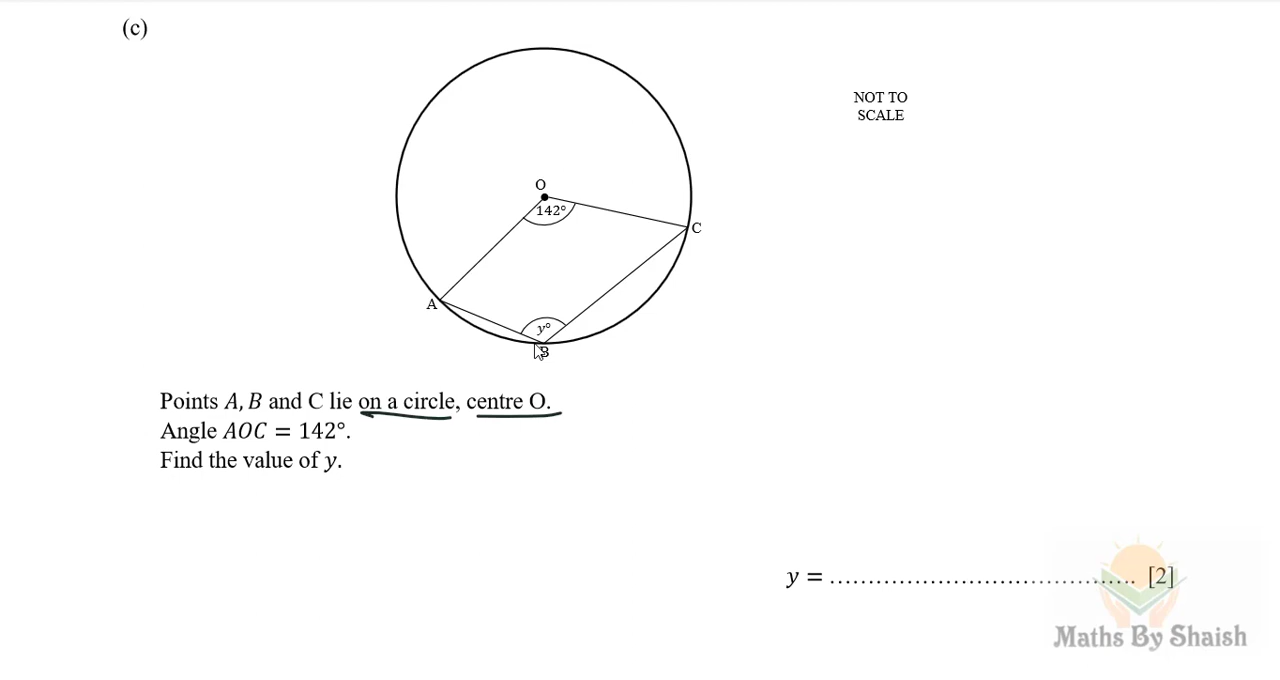 (c)
NOT TO
SCALE
O
142°
C
A
y°
B
Points A, B and C lie on a circle, centre O.
Angle AOC = 142°.
Find the value of y.
y = ........................................ [2]
Maths By Shaish